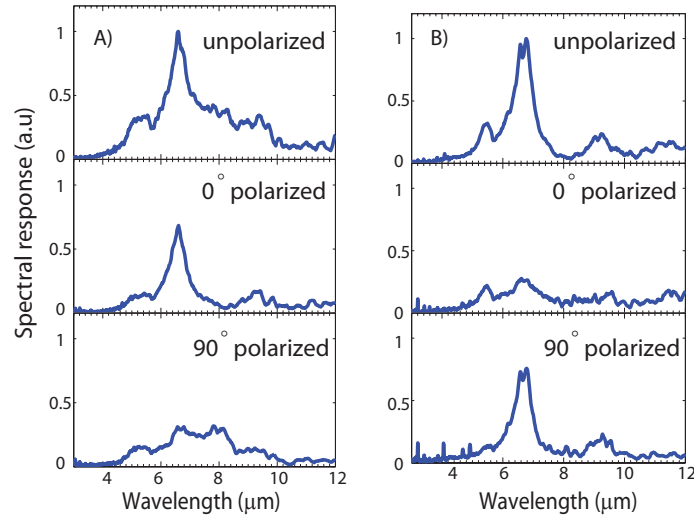 A) unpolarized
1
0.5
0
0° polarized
1
0.5
0
90° polarized
1
0.5
0
4 6 8 10 12
Wavelength (μm)
Spectral response (a.u)
B) unpolarized
1
0.5
0
0° polarized
1
0.5
0
90° polarized
1
0.5
0
4 6 8 10 12
Wavelength (μm)